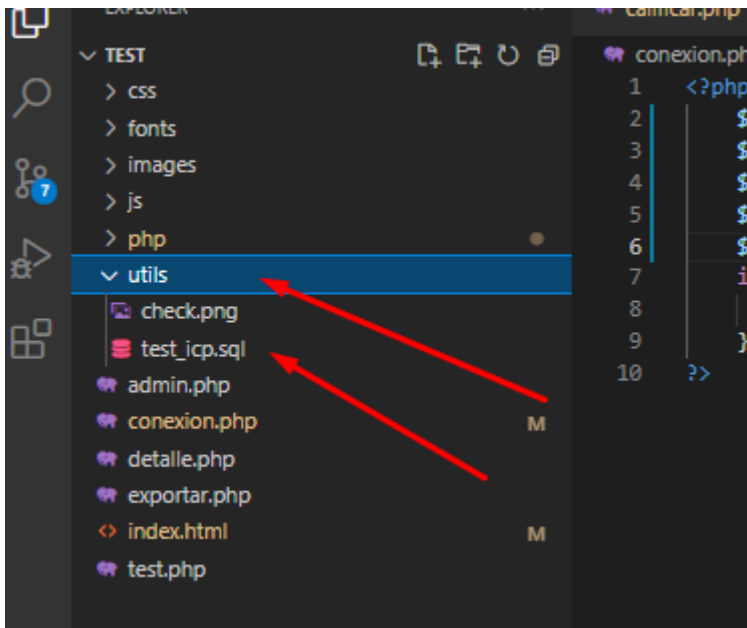 EXPLORER
TEST
css
fonts
images
js
php
utils
check.png
test_icp.sql
admin.php
conexion.php M
detalle.php
exportar.php
index.html M
test.php
7
conexion.ph
1 <?php
2 $
3 $
4 $
5 $
6 $
7 i
8
9 }
10 ?>